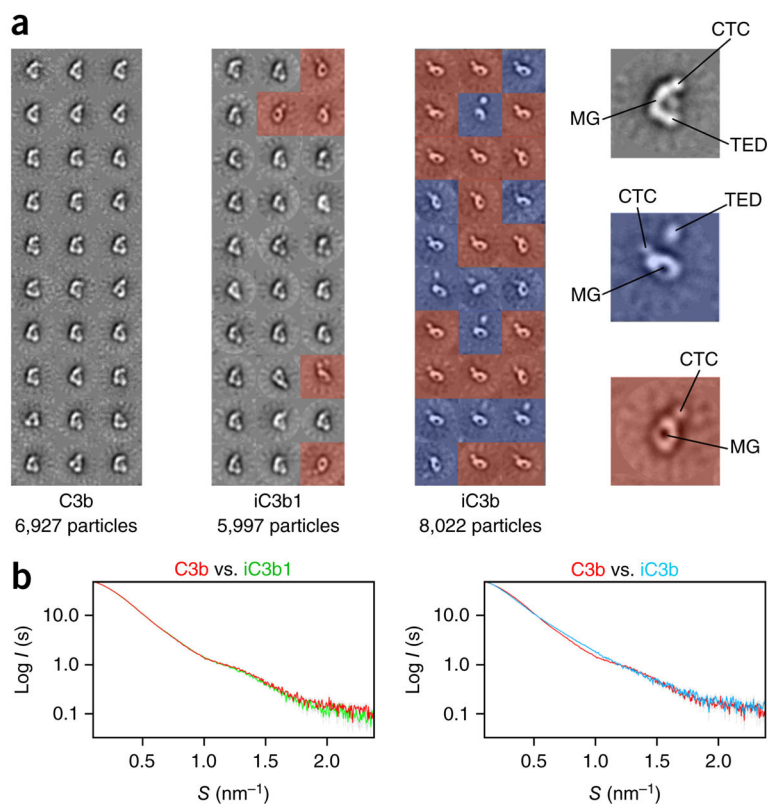 a
CTC
MG
TED
CTC
TED
MG
CTC
MG
C3b
6,927 particles
iC3b1
5,997 particles
iC3b
8,022 particles
b
C3b vs. iC3b1
Log I (s)
10.0
1.0
0.1
0.5
1.0
1.5
2.0
S (nm⁻¹)
C3b vs. iC3b
Log I (s)
10.0
1.0
0.1
0.5
1.0
1.5
2.0
S (nm⁻¹)